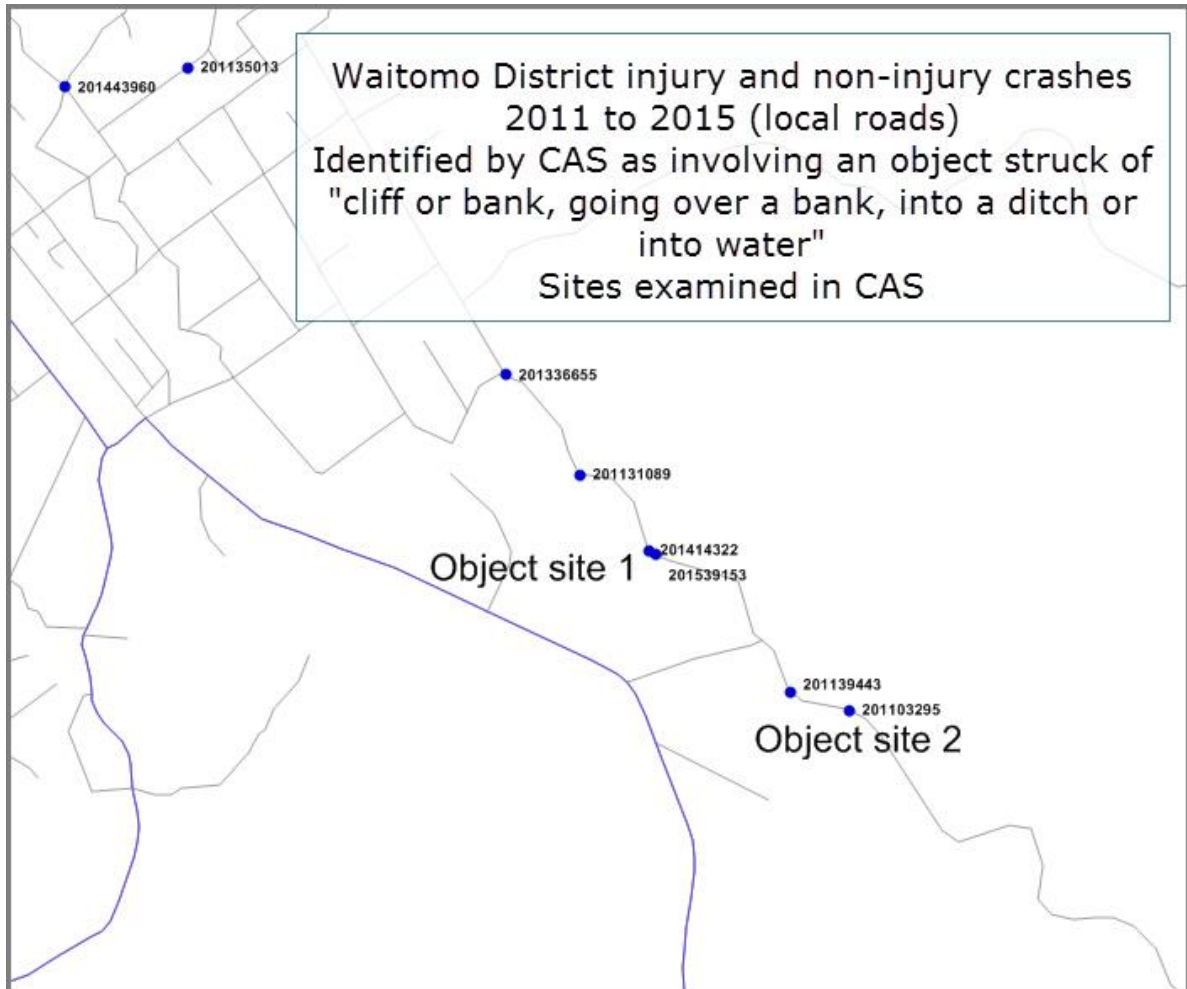 Waitomo District injury and non-injury crashes
2011 to 2015 (local roads)
Identified by CAS as involving an object struck of
"cliff or bank, going over a bank, into a ditch or
into water"
Sites examined in CAS
201135013
201443960
201336655
201131089
201414322
Object site 1
201539153
201139443
201103295
Object site 2